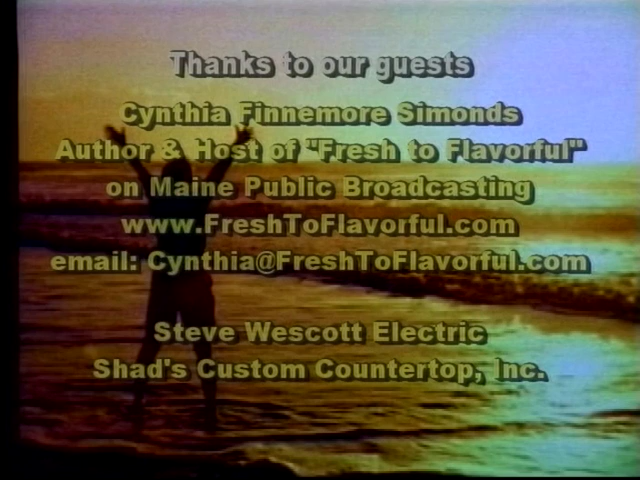 Thanks to our guests
Cynthia Finnemore Simonds
Author & Host of "Fresh to Flavorful"
on Maine Public Broadcasting
www.FreshToFlavorful.com
email: Cynthia@FreshToFlavorful.com
Steve Wescott Electric
Shad's Custom Countertop, Inc.